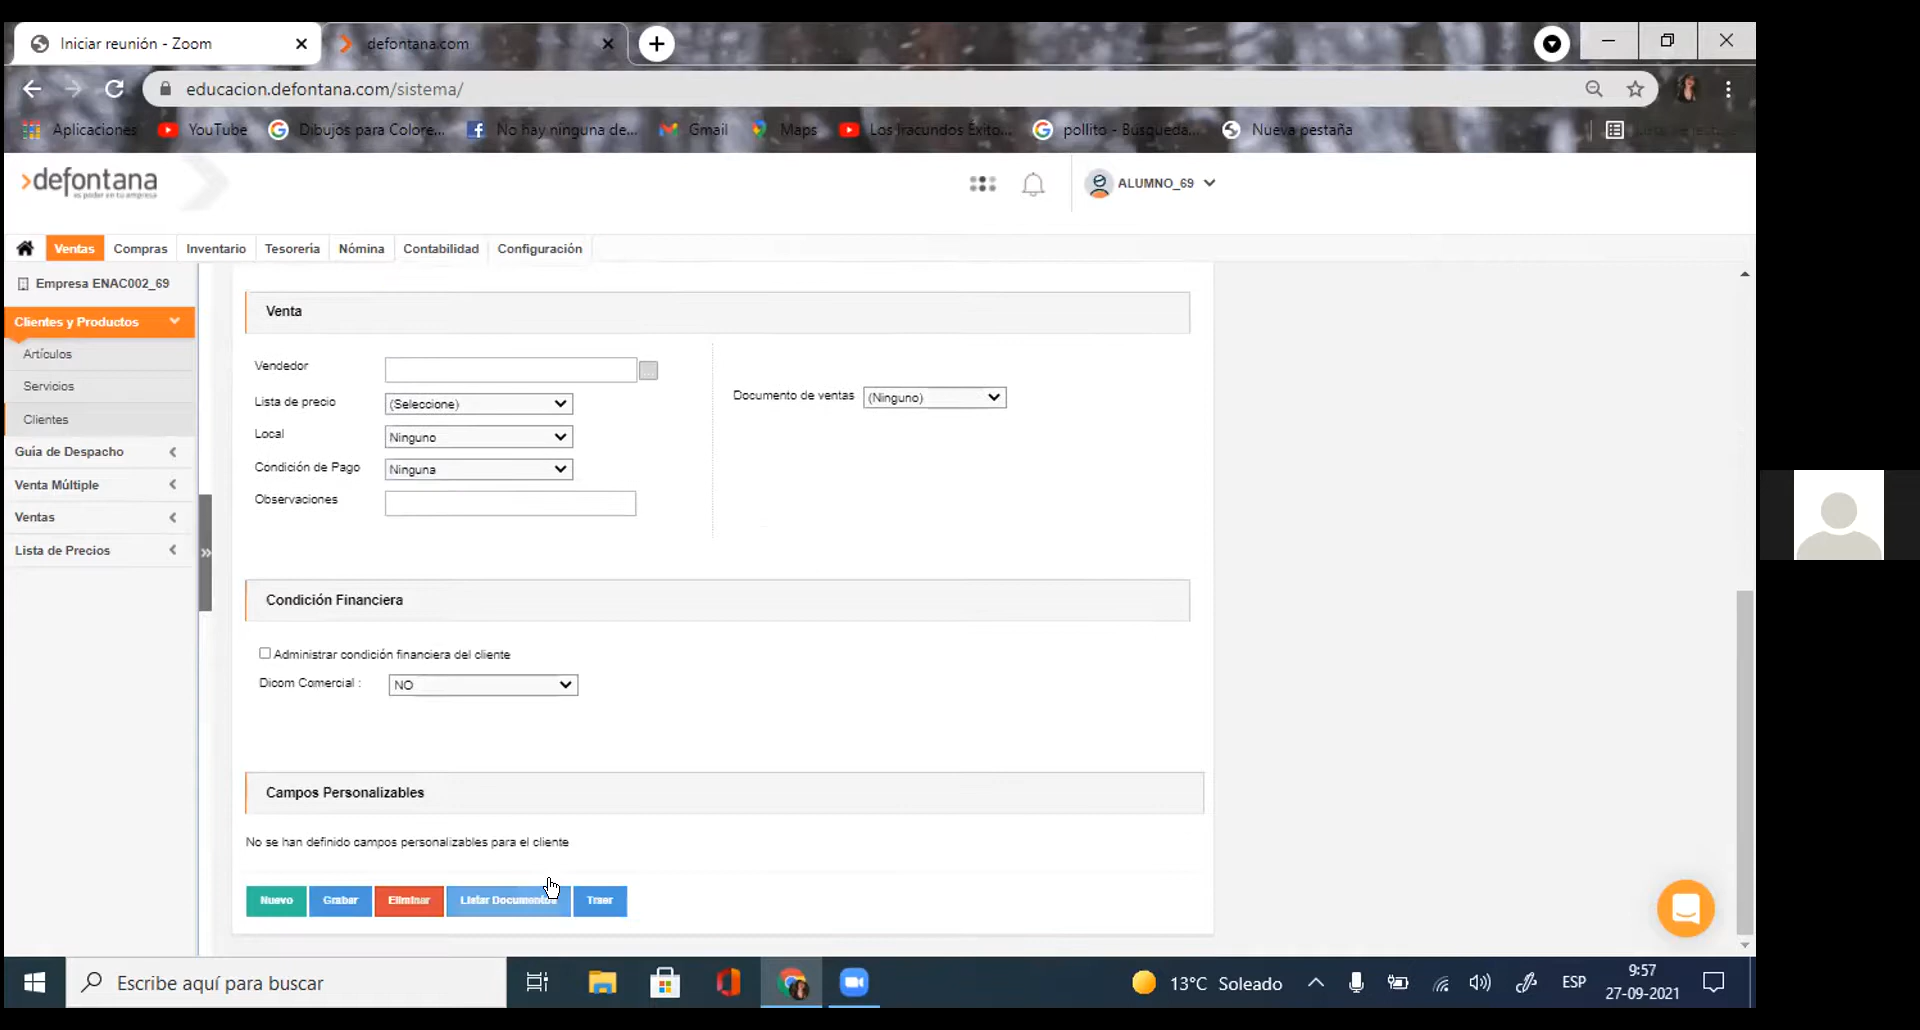 Iniciar reunión - Zoom
defontana.com
educacion.defontana.com/sistema/
Aplicaciones YouTube Dibujos para Colore... No hay ninguna de... Gmail Maps Los Iracundos Éxito... pollito - Búsqueda... Nueva pestaña
defontana
ALUMNO_69
Ventas Compras Inventario Tesorería Nómina Contabilidad Configuración
Empresa ENAC002_69
Clientes y Productos
Artículos
Servicios
Clientes
Guía de Despacho
Venta Múltiple
Ventas
Lista de Precios
Venta
Vendedor
Lista de precio (Seleccione)
Local Ninguno
Condición de Pago Ninguna
Observaciones
Documento de ventas (Ninguno)
Condición Financiera
Administrar condición financiera del cliente
Dicom Comercial : NO
Campos Personalizables
No se han definido campos personalizables para el cliente
Nuevo Grabar Eliminar Listar Documentos Traer
Escribe aquí para buscar
13°C Soleado
ESP
9:57
27-09-2021